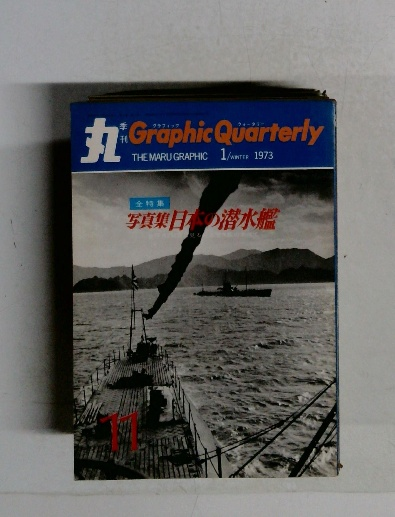 丸 季刊 Graphic Quarterly
グラフィック クォータリー
THE MARU GRAPHIC 1/WINTER 1973
全特集
写真集日本の潜水艦
11